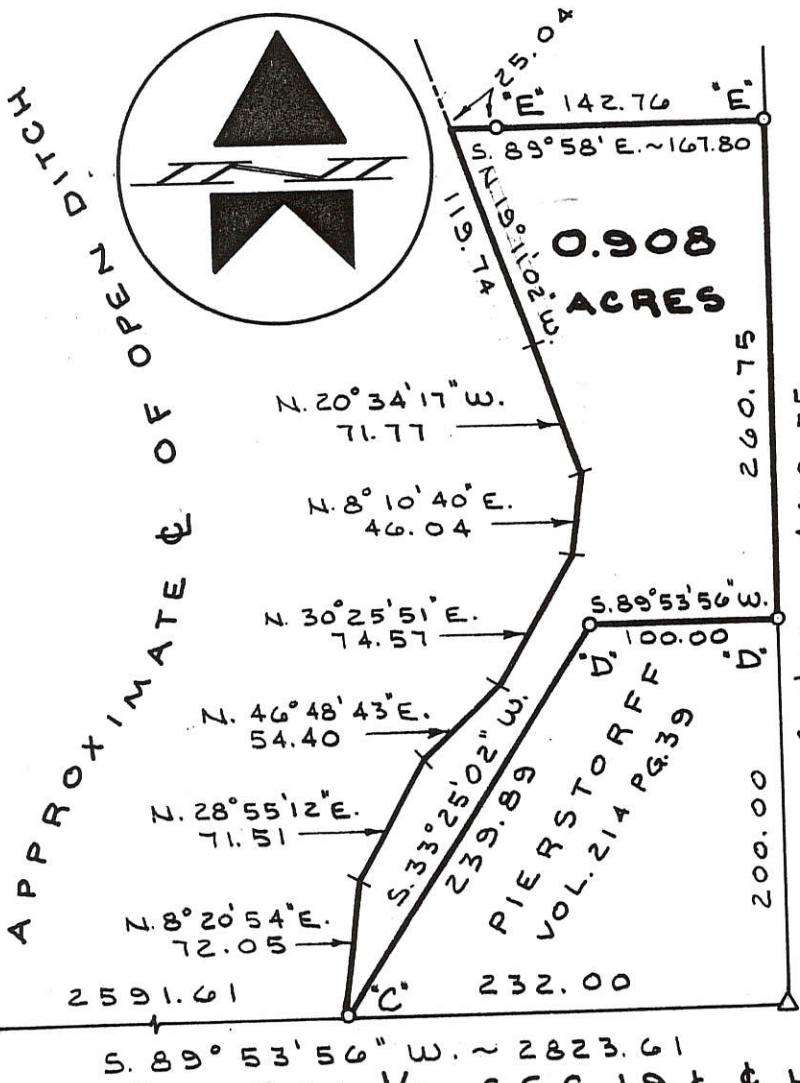 25.04
"E" 142.76 "E"
S. 89°58' E. ~ 167.80
N. 19°11'02" W.
119.74
0.908
ACRES
APPROXIMATE ℄ OF OPEN DITCH
260.75
N. 20°34'17" W.
71.77
N. 8°10'40" E.
46.04
N. 30°25'51" E.
74.57
S. 89°53'56" W.
100.00
"D" "D"
N. 46°48'43" E.
54.40
S. 33°25'02" W.
239.89
PIERSTORFF
VOL. 214 PG. 39
N. 28°55'12" E.
71.51
200.00
N. 8°20'54" E.
72.05
2591.61
"C"
232.00
S. 89°53'56" W. ~ 2823.61